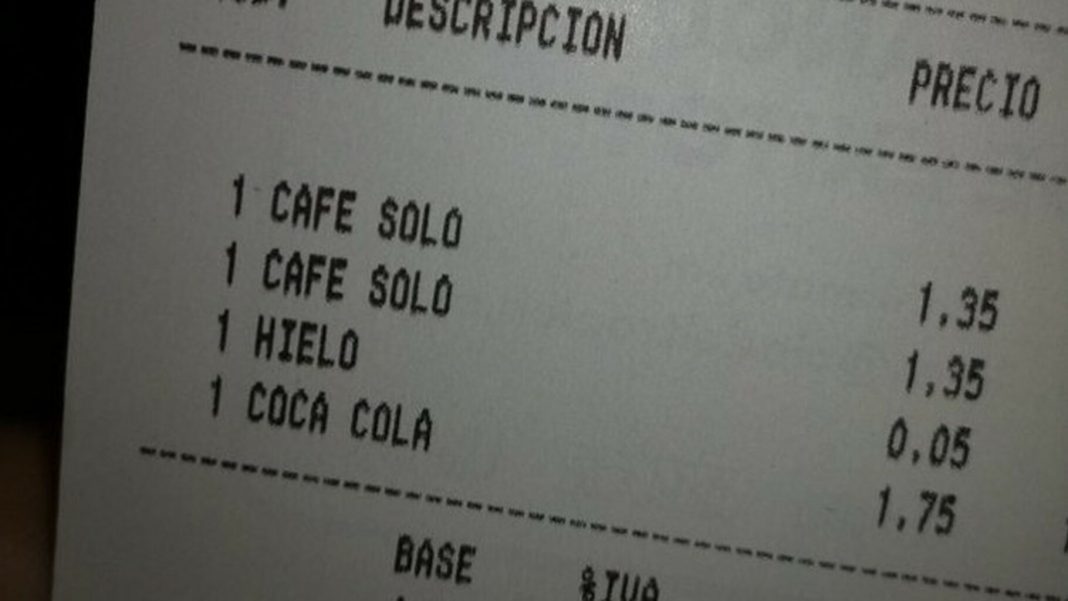 DESCRIPCION PRECIO
1 CAFE SOLO 1,35
1 CAFE SOLO 1,35
1 HIELO 0,05
1 COCA COLA 1,75
BASE %IVA